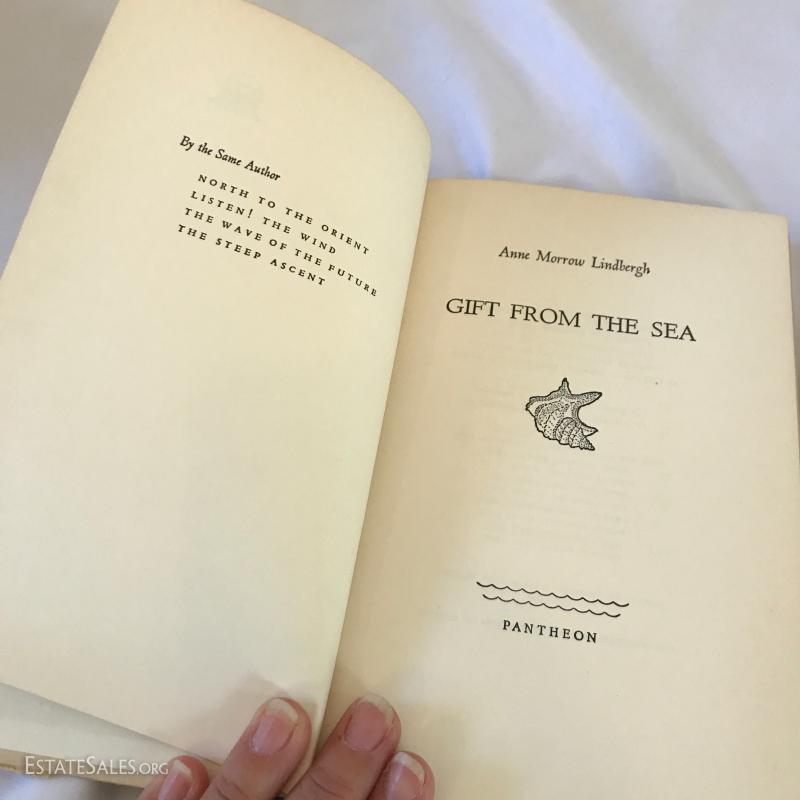 By the Same Author
NORTH TO THE ORIENT
LISTEN! THE WIND
THE WAVE OF THE FUTURE
THE STEEP ASCENT
Anne Morrow Lindbergh
GIFT FROM THE SEA
PANTHEON
ESTATESALES.ORG